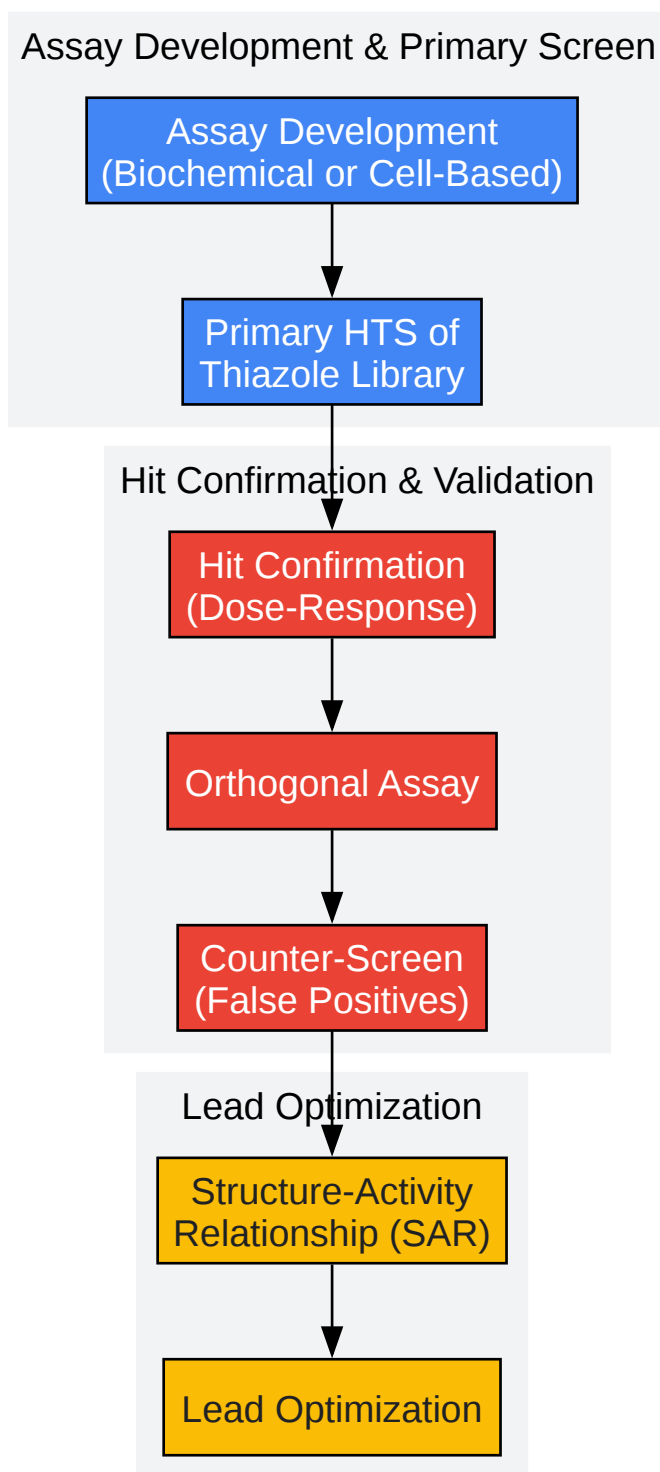 Assay Development & Primary Screen
Assay Development
(Biochemical or Cell-Based)
Primary HTS of
Thiazole Library
Hit Confirmation & Validation
Hit Confirmation
(Dose-Response)
Orthogonal Assay
Counter-Screen
(False Positives)
Lead Optimization
Structure-Activity
Relationship (SAR)
Lead Optimization